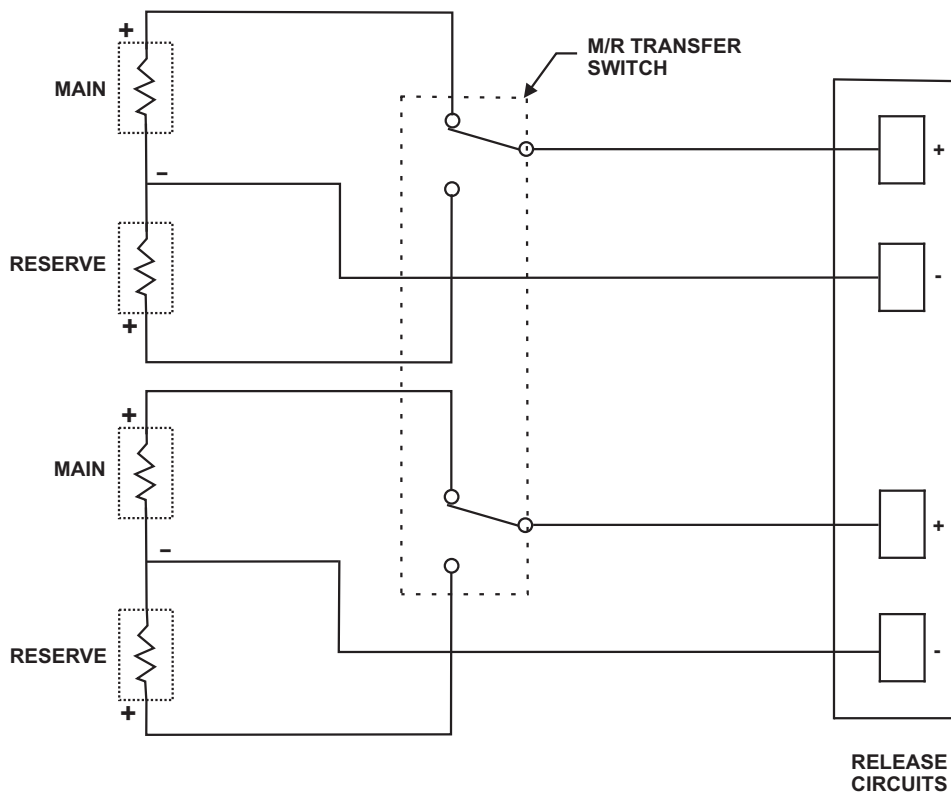 +
M/R TRANSFER
SWITCH
MAIN
+
–
-
RESERVE
+
+
MAIN
+
–
-
RESERVE
+
RELEASE
CIRCUITS